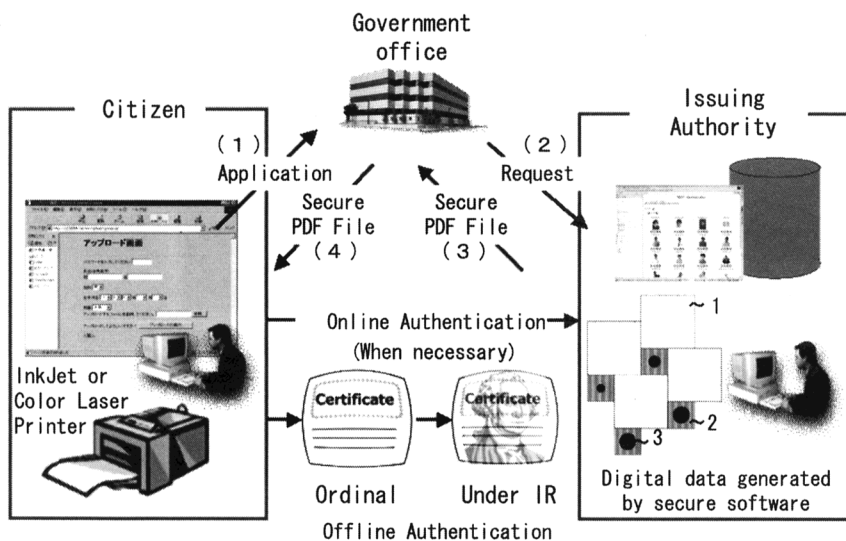 Government
office
Citizen
Issuing
Authority
(1)
Application
(2)
Request
Secure
PDF File
(4)
Secure
PDF File
(3)
アップロード画面
Online Authentication
(When necessary)
1
2
3
InkJet or
Color Laser
Printer
Certificate
Certificate
Ordinal
Under IR
Offline Authentication
Digital data generated
by secure software